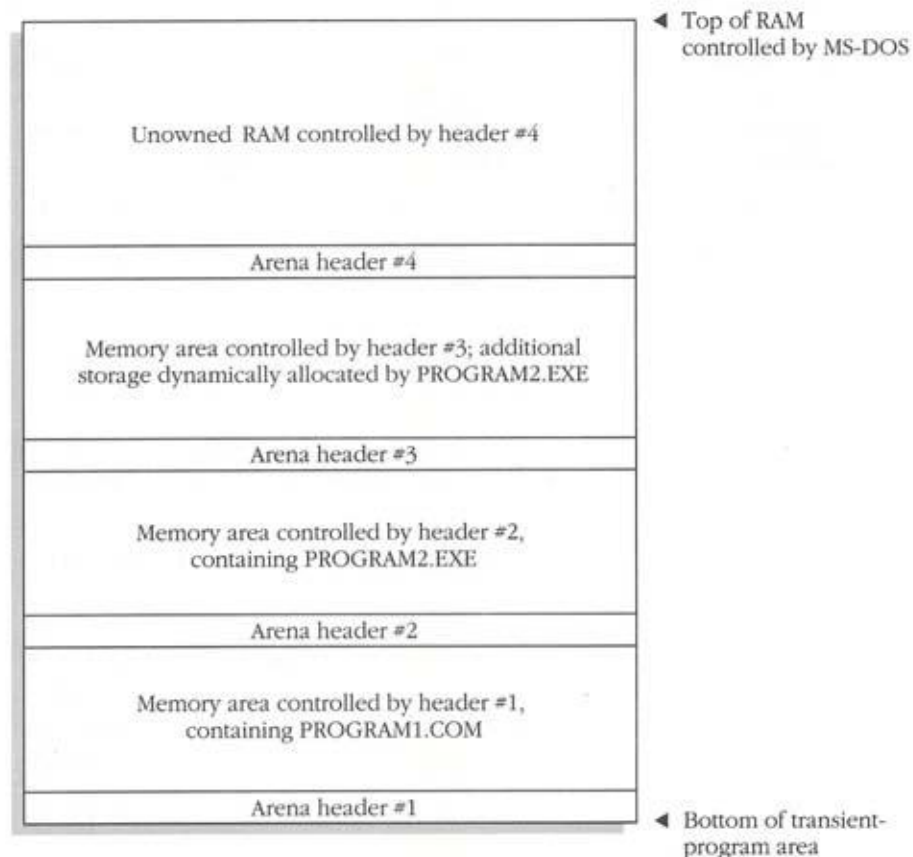 ◄ Top of RAM
controlled by MS-DOS
Unowned RAM controlled by header #4
Arena header #4
Memory area controlled by header #3; additional
storage dynamically allocated by PROGRAM2.EXE
Arena header #3
Memory area controlled by header #2,
containing PROGRAM2.EXE
Arena header #2
Memory area controlled by header #1,
containing PROGRAM1.COM
Arena header #1
◄ Bottom of transient-
program area